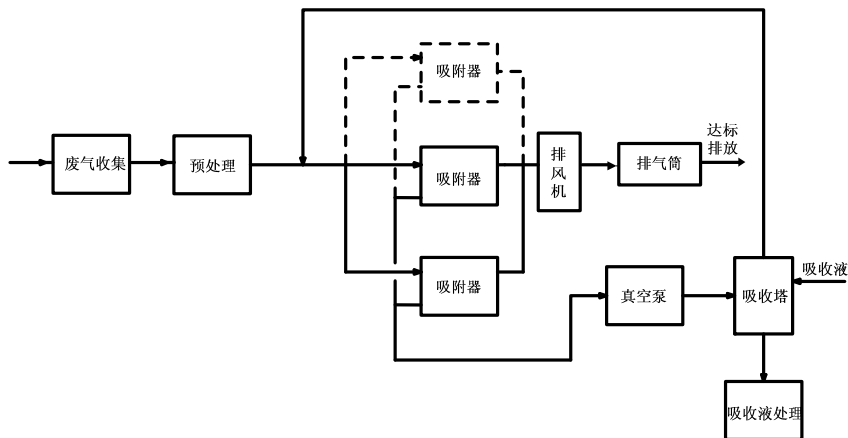 吸附器
废气收集
预处理
吸附器
排
风
机
排气筒
达标
排放
吸附器
真空泵
吸收塔
吸收液
吸收液处理